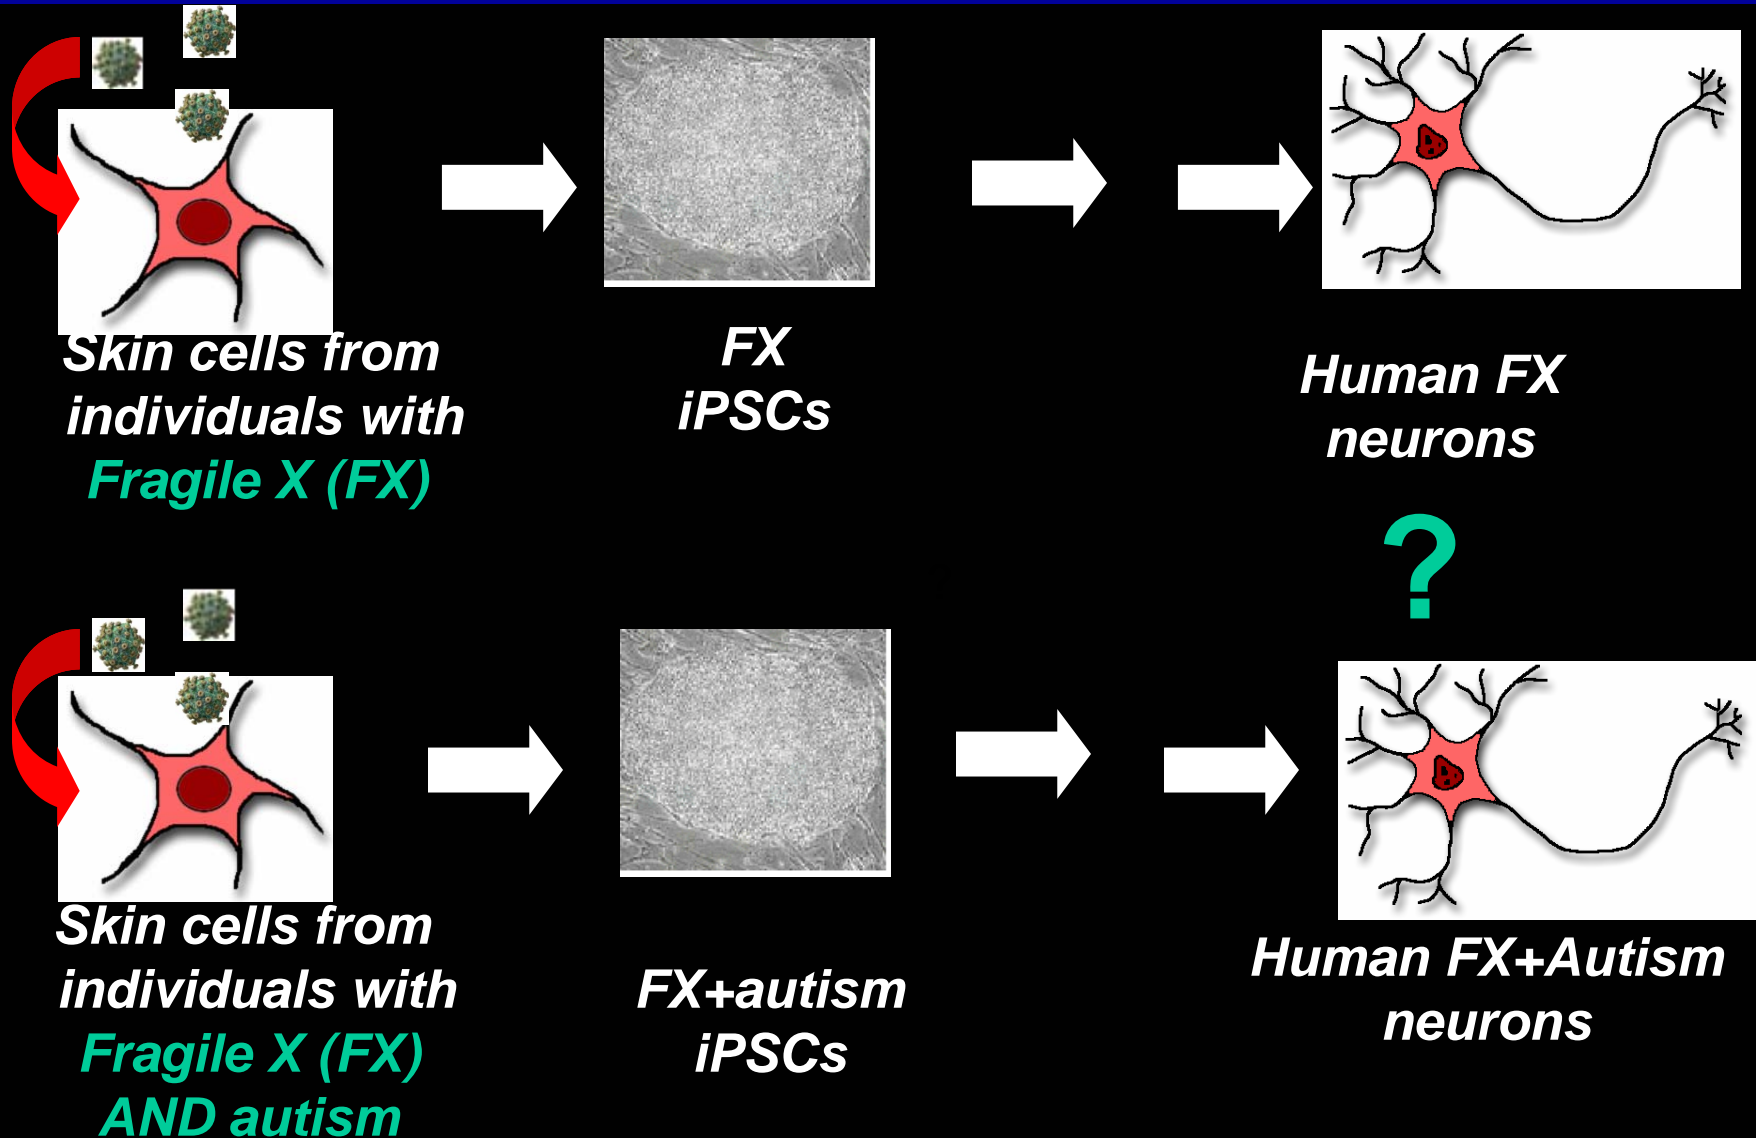 Skin cells from
individuals with
Fragile X (FX)
FX
iPSCs
Human FX
neurons
?
Skin cells from
individuals with
Fragile X (FX)
AND autism
FX+autism
iPSCs
Human FX+Autism
neurons